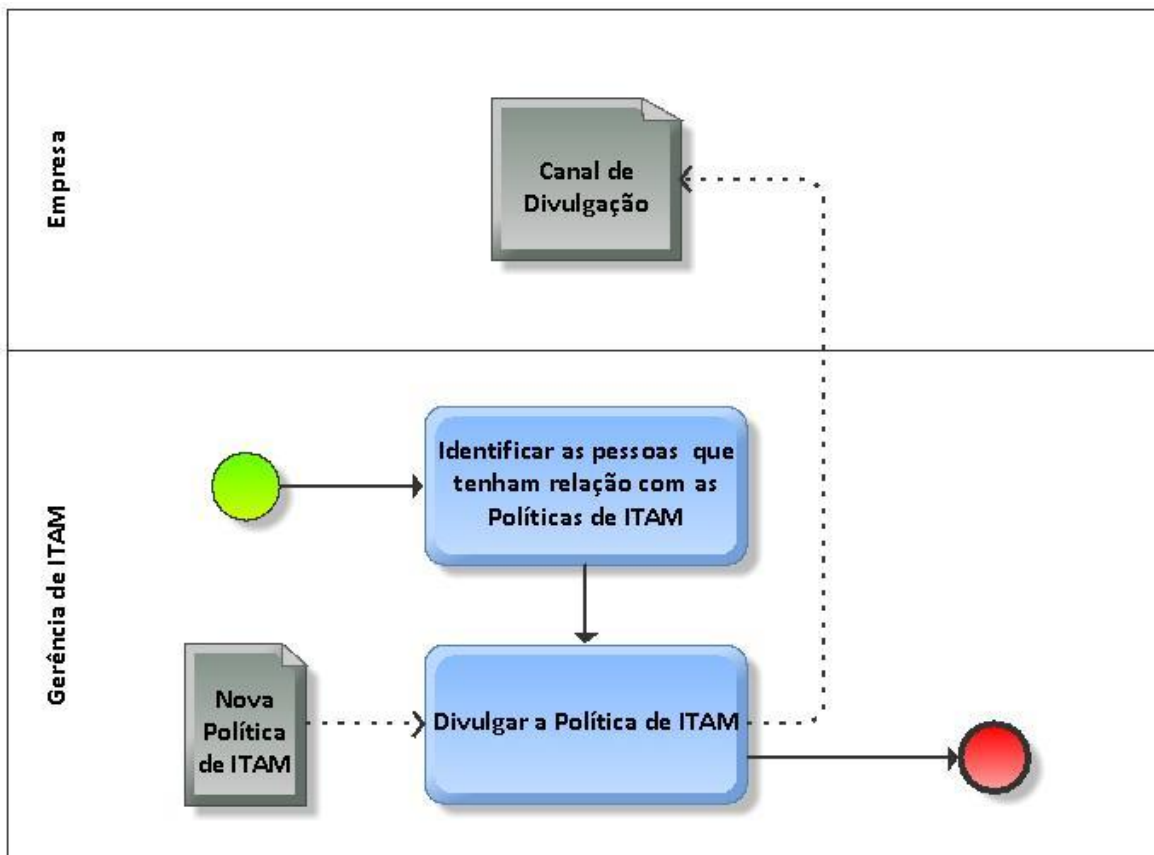 Empresa
Canal de
Divulgação
Gerência de ITAM
Identificar as pessoas que
tenham relação com as
Políticas de ITAM
Nova
Política
de ITAM
Divulgar a Política de ITAM